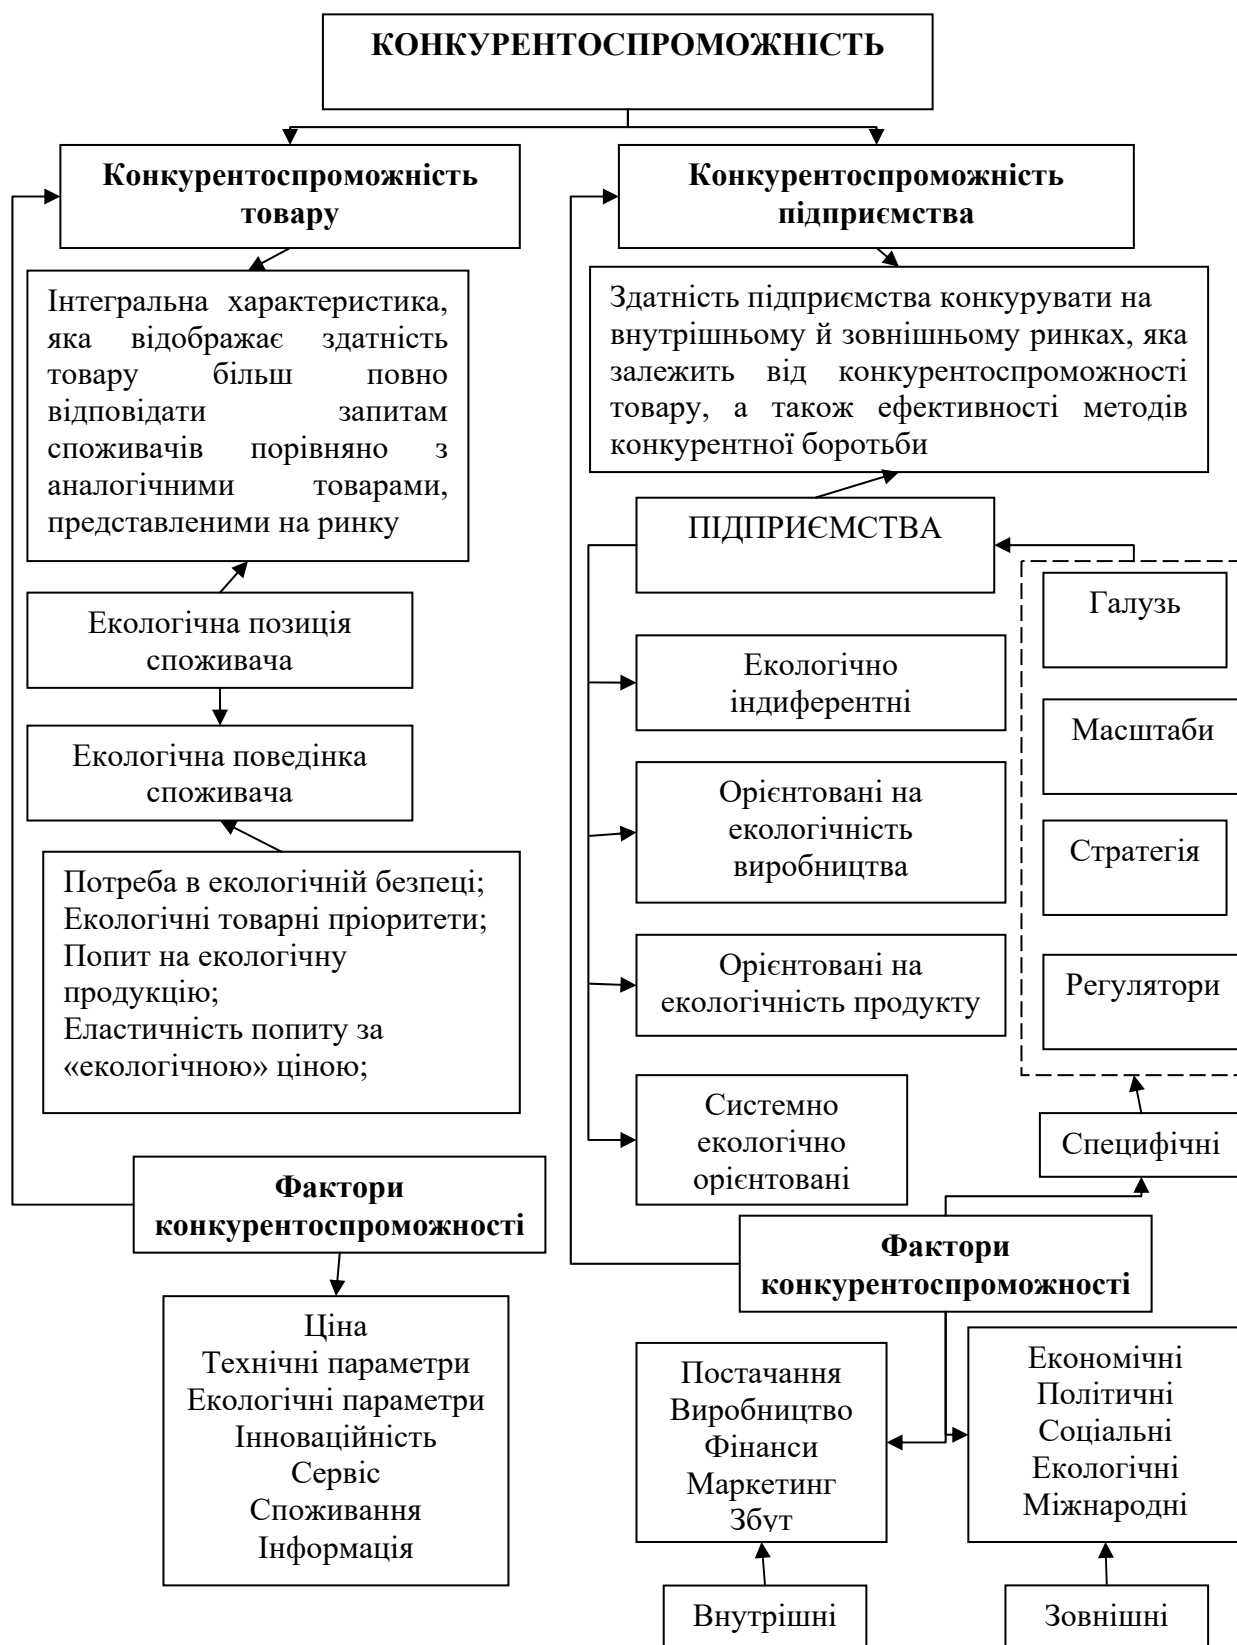 КОНКУРЕНТОСПРОМОЖНІСТЬ
Конкурентоспроможність
товару
Інтегральна характеристика,
яка відображає здатність
товару більш повно
відповідати запитам
споживачів порівняно з
аналогічними товарами,
представленими на ринку
Екологічна позиція
споживача
Екологічна поведінка
споживача
Потреба в екологічній безпеці;
Екологічні товарні пріоритети;
Попит на екологічну
продукцію;
Еластичність попиту за
«екологічною» ціною;
Фактори
конкурентоспроможності
Ціна
Технічні параметри
Екологічні параметри
Інноваційність
Сервіс
Споживання
Інформація
Конкурентоспроможність
підприємства
Здатність підприємства конкурувати на
внутрішньому й зовнішньому ринках, яка
залежить від конкурентоспроможності
товару, а також ефективності методів
конкурентної боротьби
ПІДПРИЄМСТВА
Екологічно
індиферентні
Орієнтовані на
екологічність
виробництва
Орієнтовані на
екологічність продукту
Системно
екологічно
орієнтовані
Галузь
Масштаби
Стратегія
Регулятори
Специфічні
Фактори
конкурентоспроможності
Постачання
Виробництво
Фінанси
Маркетинг
Збут
Внутрішні
Економічні
Політичні
Соціальні
Екологічні
Міжнародні
Зовнішні